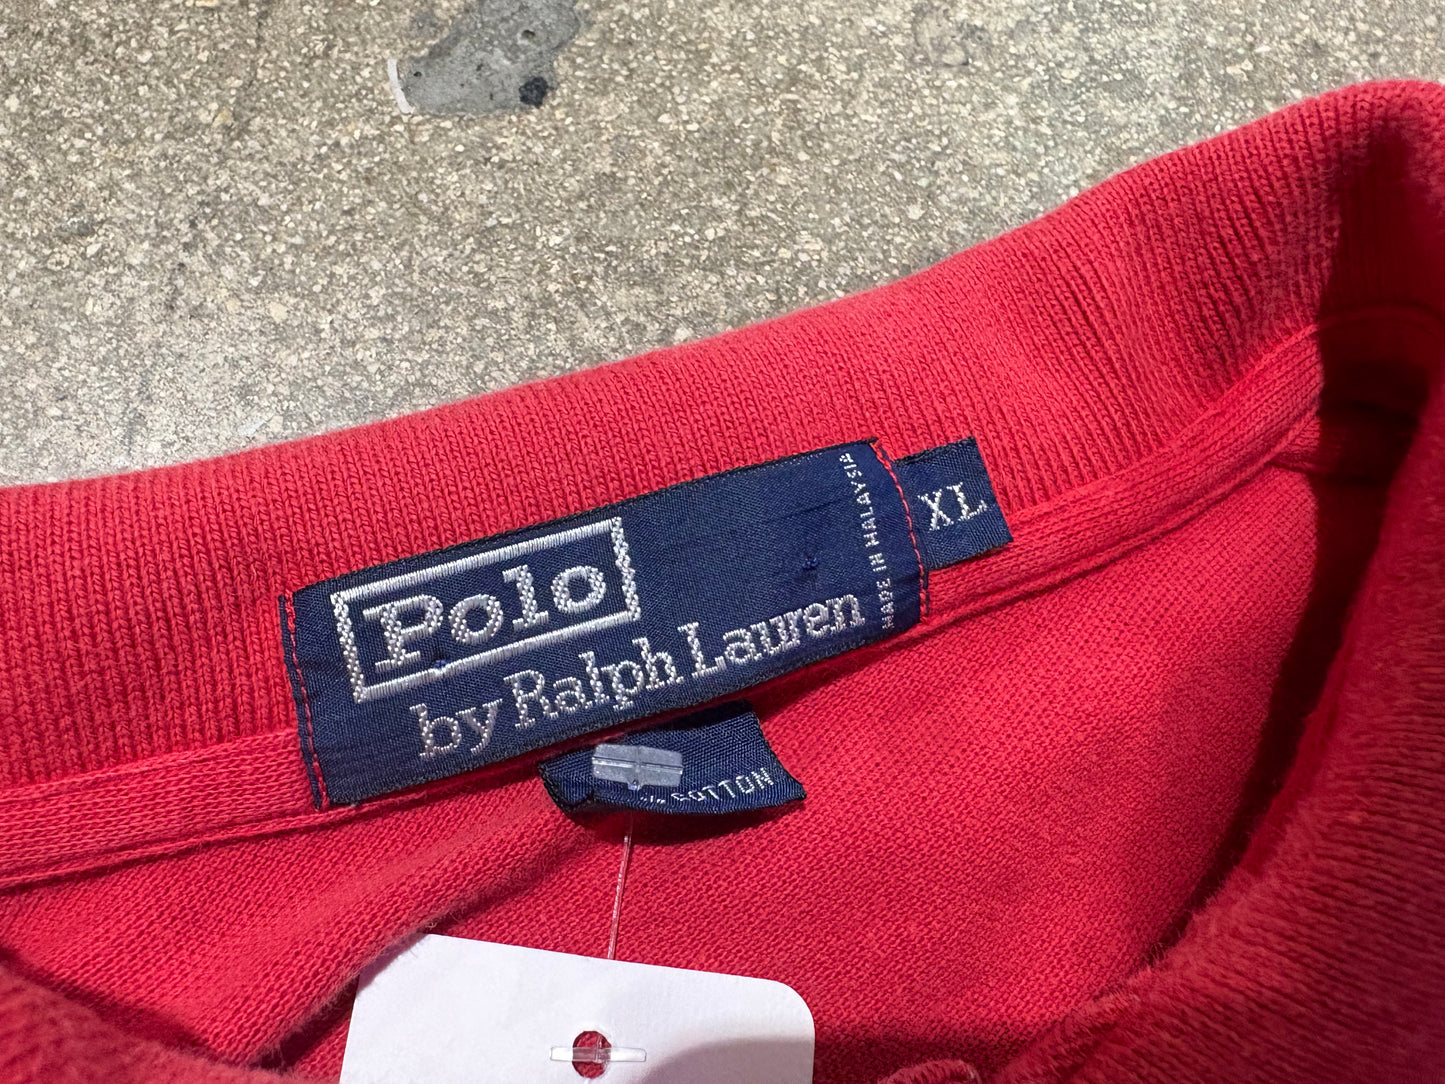 Polo
by Ralph Lauren
MADE IN MALAYSIA
XL
COTTON